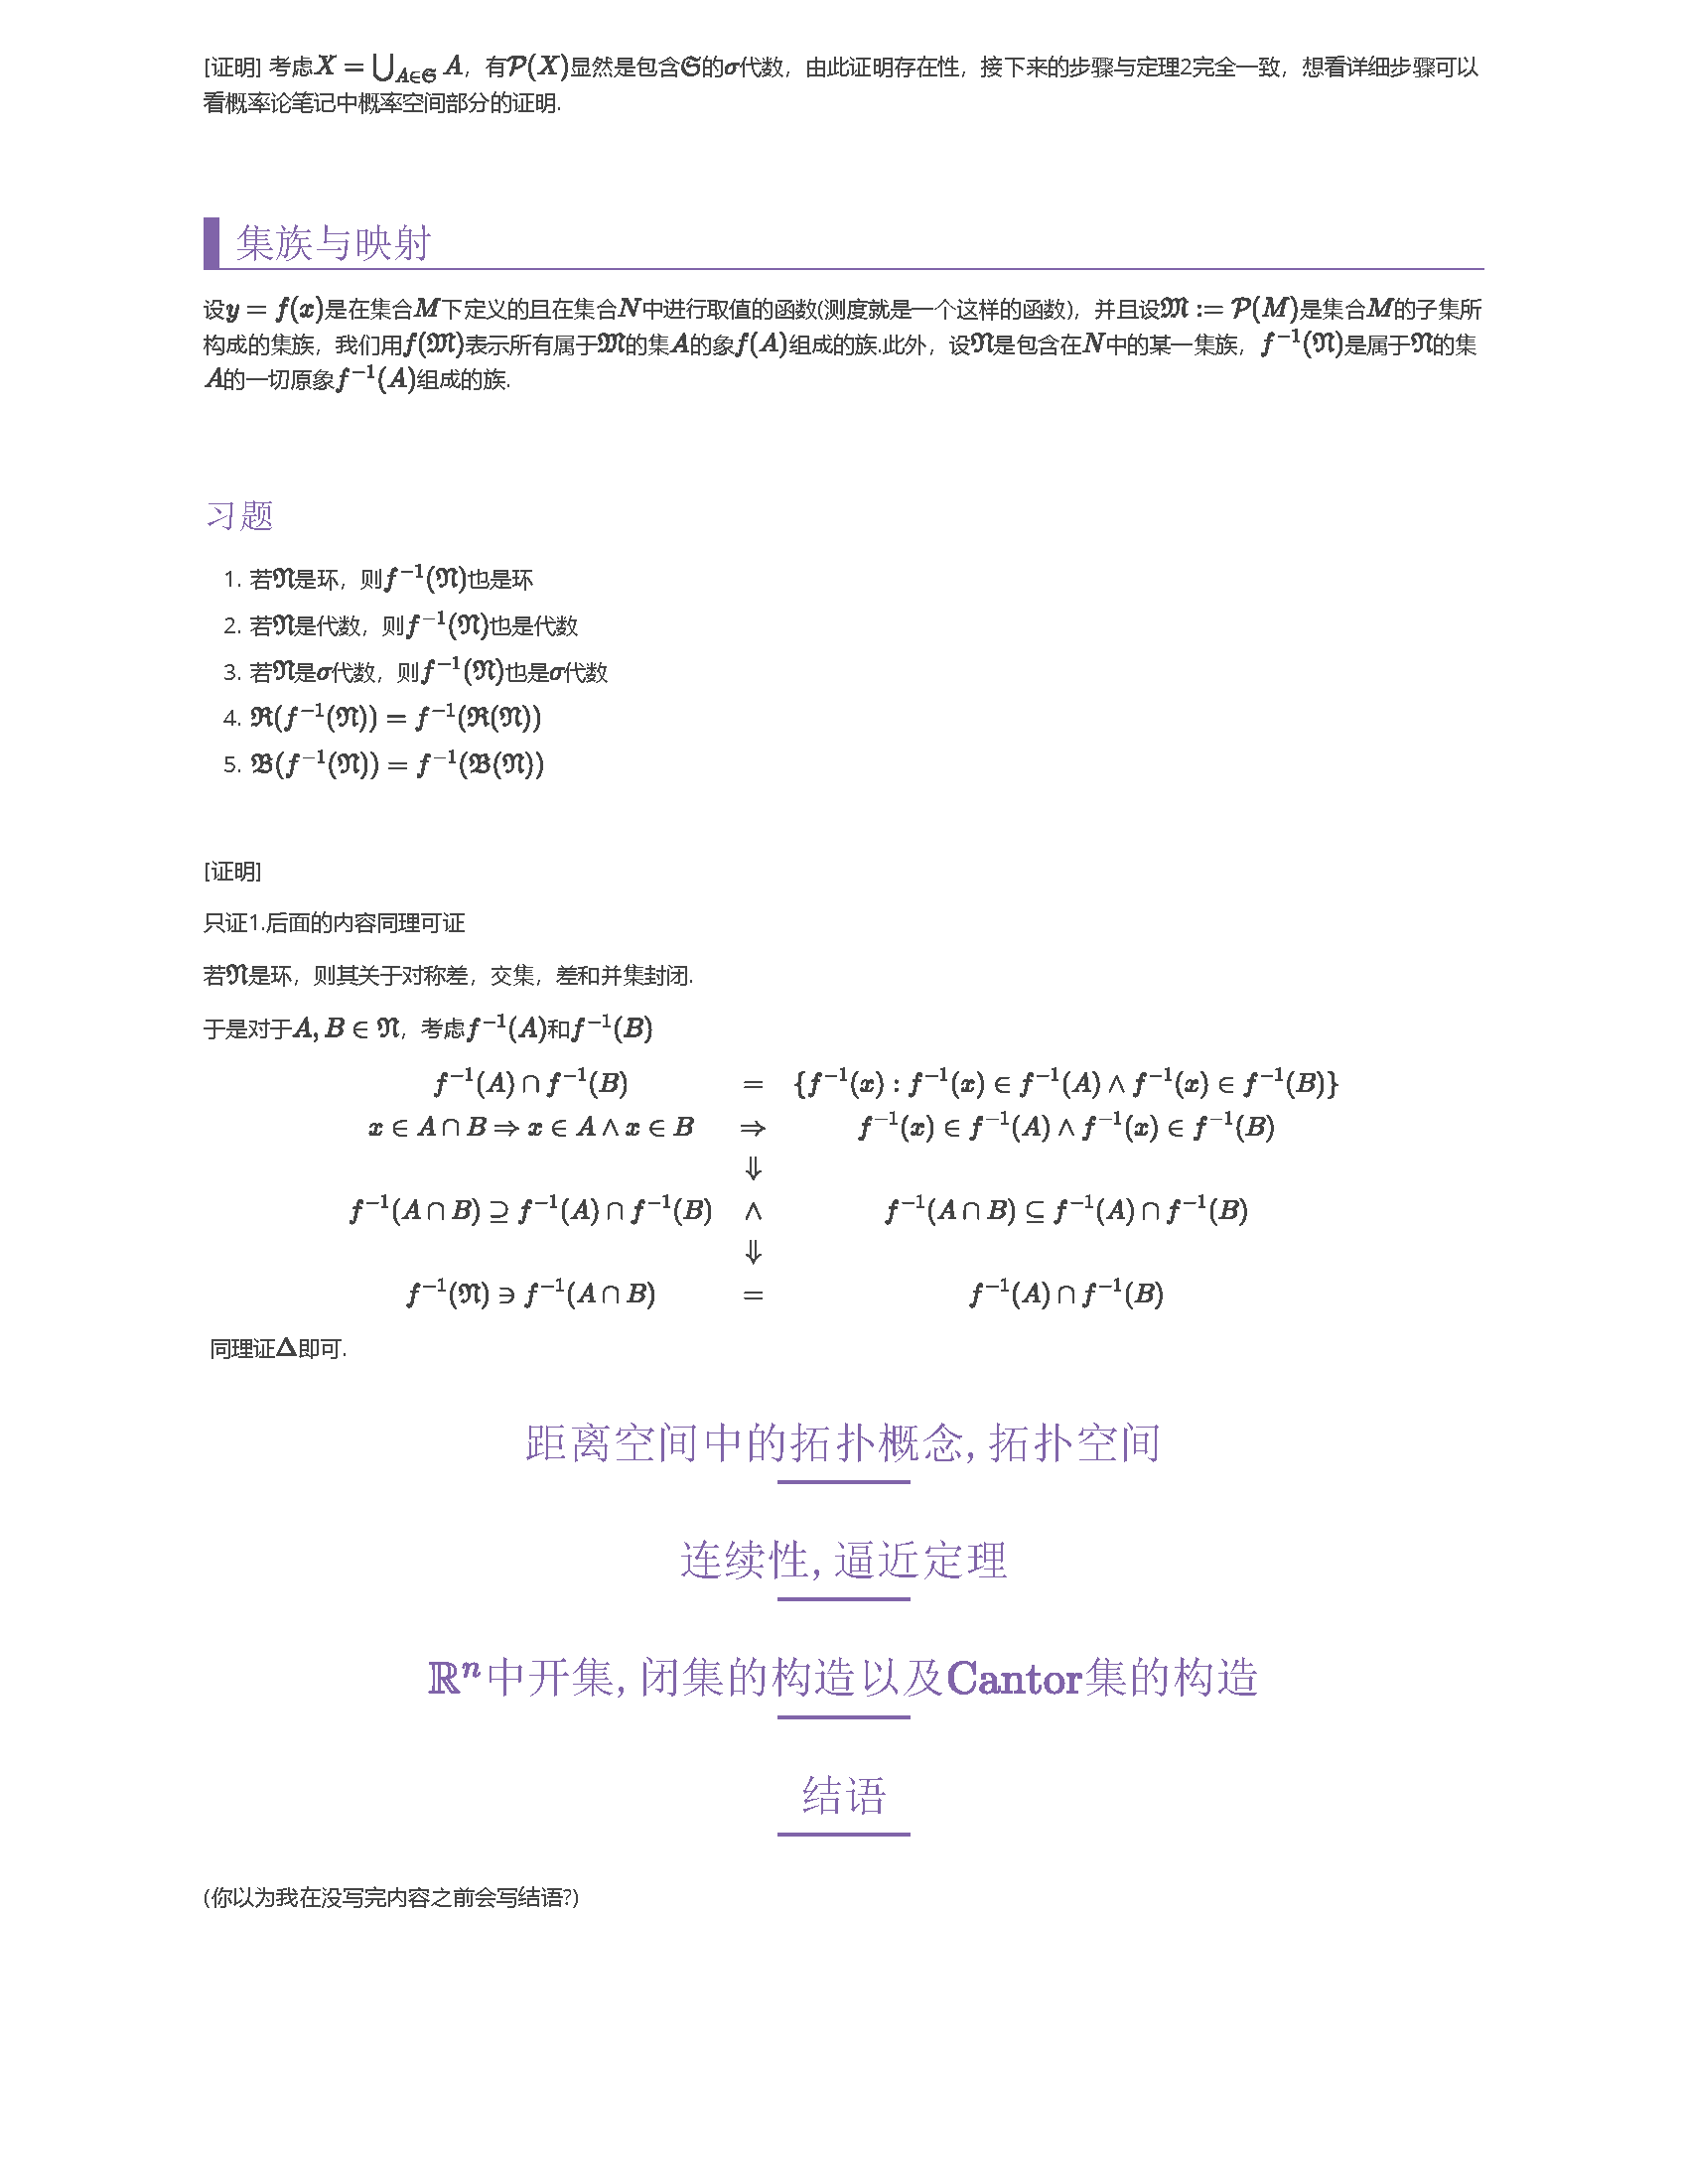 [证明] 考虑$X = \bigcup_{A \in \mathfrak{S}} A$，有$\mathcal{P}(X)$显然是包含$\mathfrak{S}$的$\sigma$代数，由此证明存在性，接下来的步骤与定理2完全一致，想看详细步骤可以
看概率论笔记中概率空间部分的证明.
集族与映射
设$y = f(x)$是在集合$M$下定义的且在集合$N$中进行取值的函数(测度就是一个这样的函数)，并且设$\mathfrak{M} := \mathcal{P}(M)$是集合$M$的子集所
构成的集族，我们用$f(\mathfrak{M})$表示所有属于$\mathfrak{M}$的集$A$的象$f(A)$组成的族.此外，设$\mathfrak{N}$是包含在$N$中的某一集族，$f^{-1}(\mathfrak{N})$是属于$\mathfrak{N}$的集
$A$的一切原象$f^{-1}(A)$组成的族.
习题
1. 若$\mathfrak{N}$是环，则$f^{-1}(\mathfrak{N})$也是环
2. 若$\mathfrak{N}$是代数，则$f^{-1}(\mathfrak{N})$也是代数
3. 若$\mathfrak{N}$是$\sigma$代数，则$f^{-1}(\mathfrak{N})$也是$\sigma$代数
4. $\mathfrak{R}(f^{-1}(\mathfrak{N})) = f^{-1}(\mathfrak{R}(\mathfrak{N}))$
5. $\mathfrak{B}(f^{-1}(\mathfrak{N})) = f^{-1}(\mathfrak{B}(\mathfrak{N}))$
[证明]
只证1.后面的内容同理可证
若$\mathfrak{N}$是环，则其关于对称差，交集，差和并集封闭.
于是对于$A, B \in \mathfrak{N}$，考虑$f^{-1}(A)$和$f^{-1}(B)$
$f^{-1}(A) \cap f^{-1}(B) = \{f^{-1}(x) : f^{-1}(x) \in f^{-1}(A) \wedge f^{-1}(x) \in f^{-1}(B)\}$
$x \in A \cap B \Rightarrow x \in A \wedge x \in B \Rightarrow f^{-1}(x) \in f^{-1}(A) \wedge f^{-1}(x) \in f^{-1}(B)$
$\Downarrow$
$f^{-1}(A \cap B) \supseteq f^{-1}(A) \cap f^{-1}(B) \wedge f^{-1}(A \cap B) \subseteq f^{-1}(A) \cap f^{-1}(B)$
$\Downarrow$
$f^{-1}(\mathfrak{N}) \ni f^{-1}(A \cap B) = f^{-1}(A) \cap f^{-1}(B)$
同理证$\Delta$即可.
距离空间中的拓扑概念, 拓扑空间
连续性, 逼近定理
$\mathbb{R}^n$中开集, 闭集的构造以及Cantor集的构造
结语
(你以为我在没写完内容之前会写结语?)